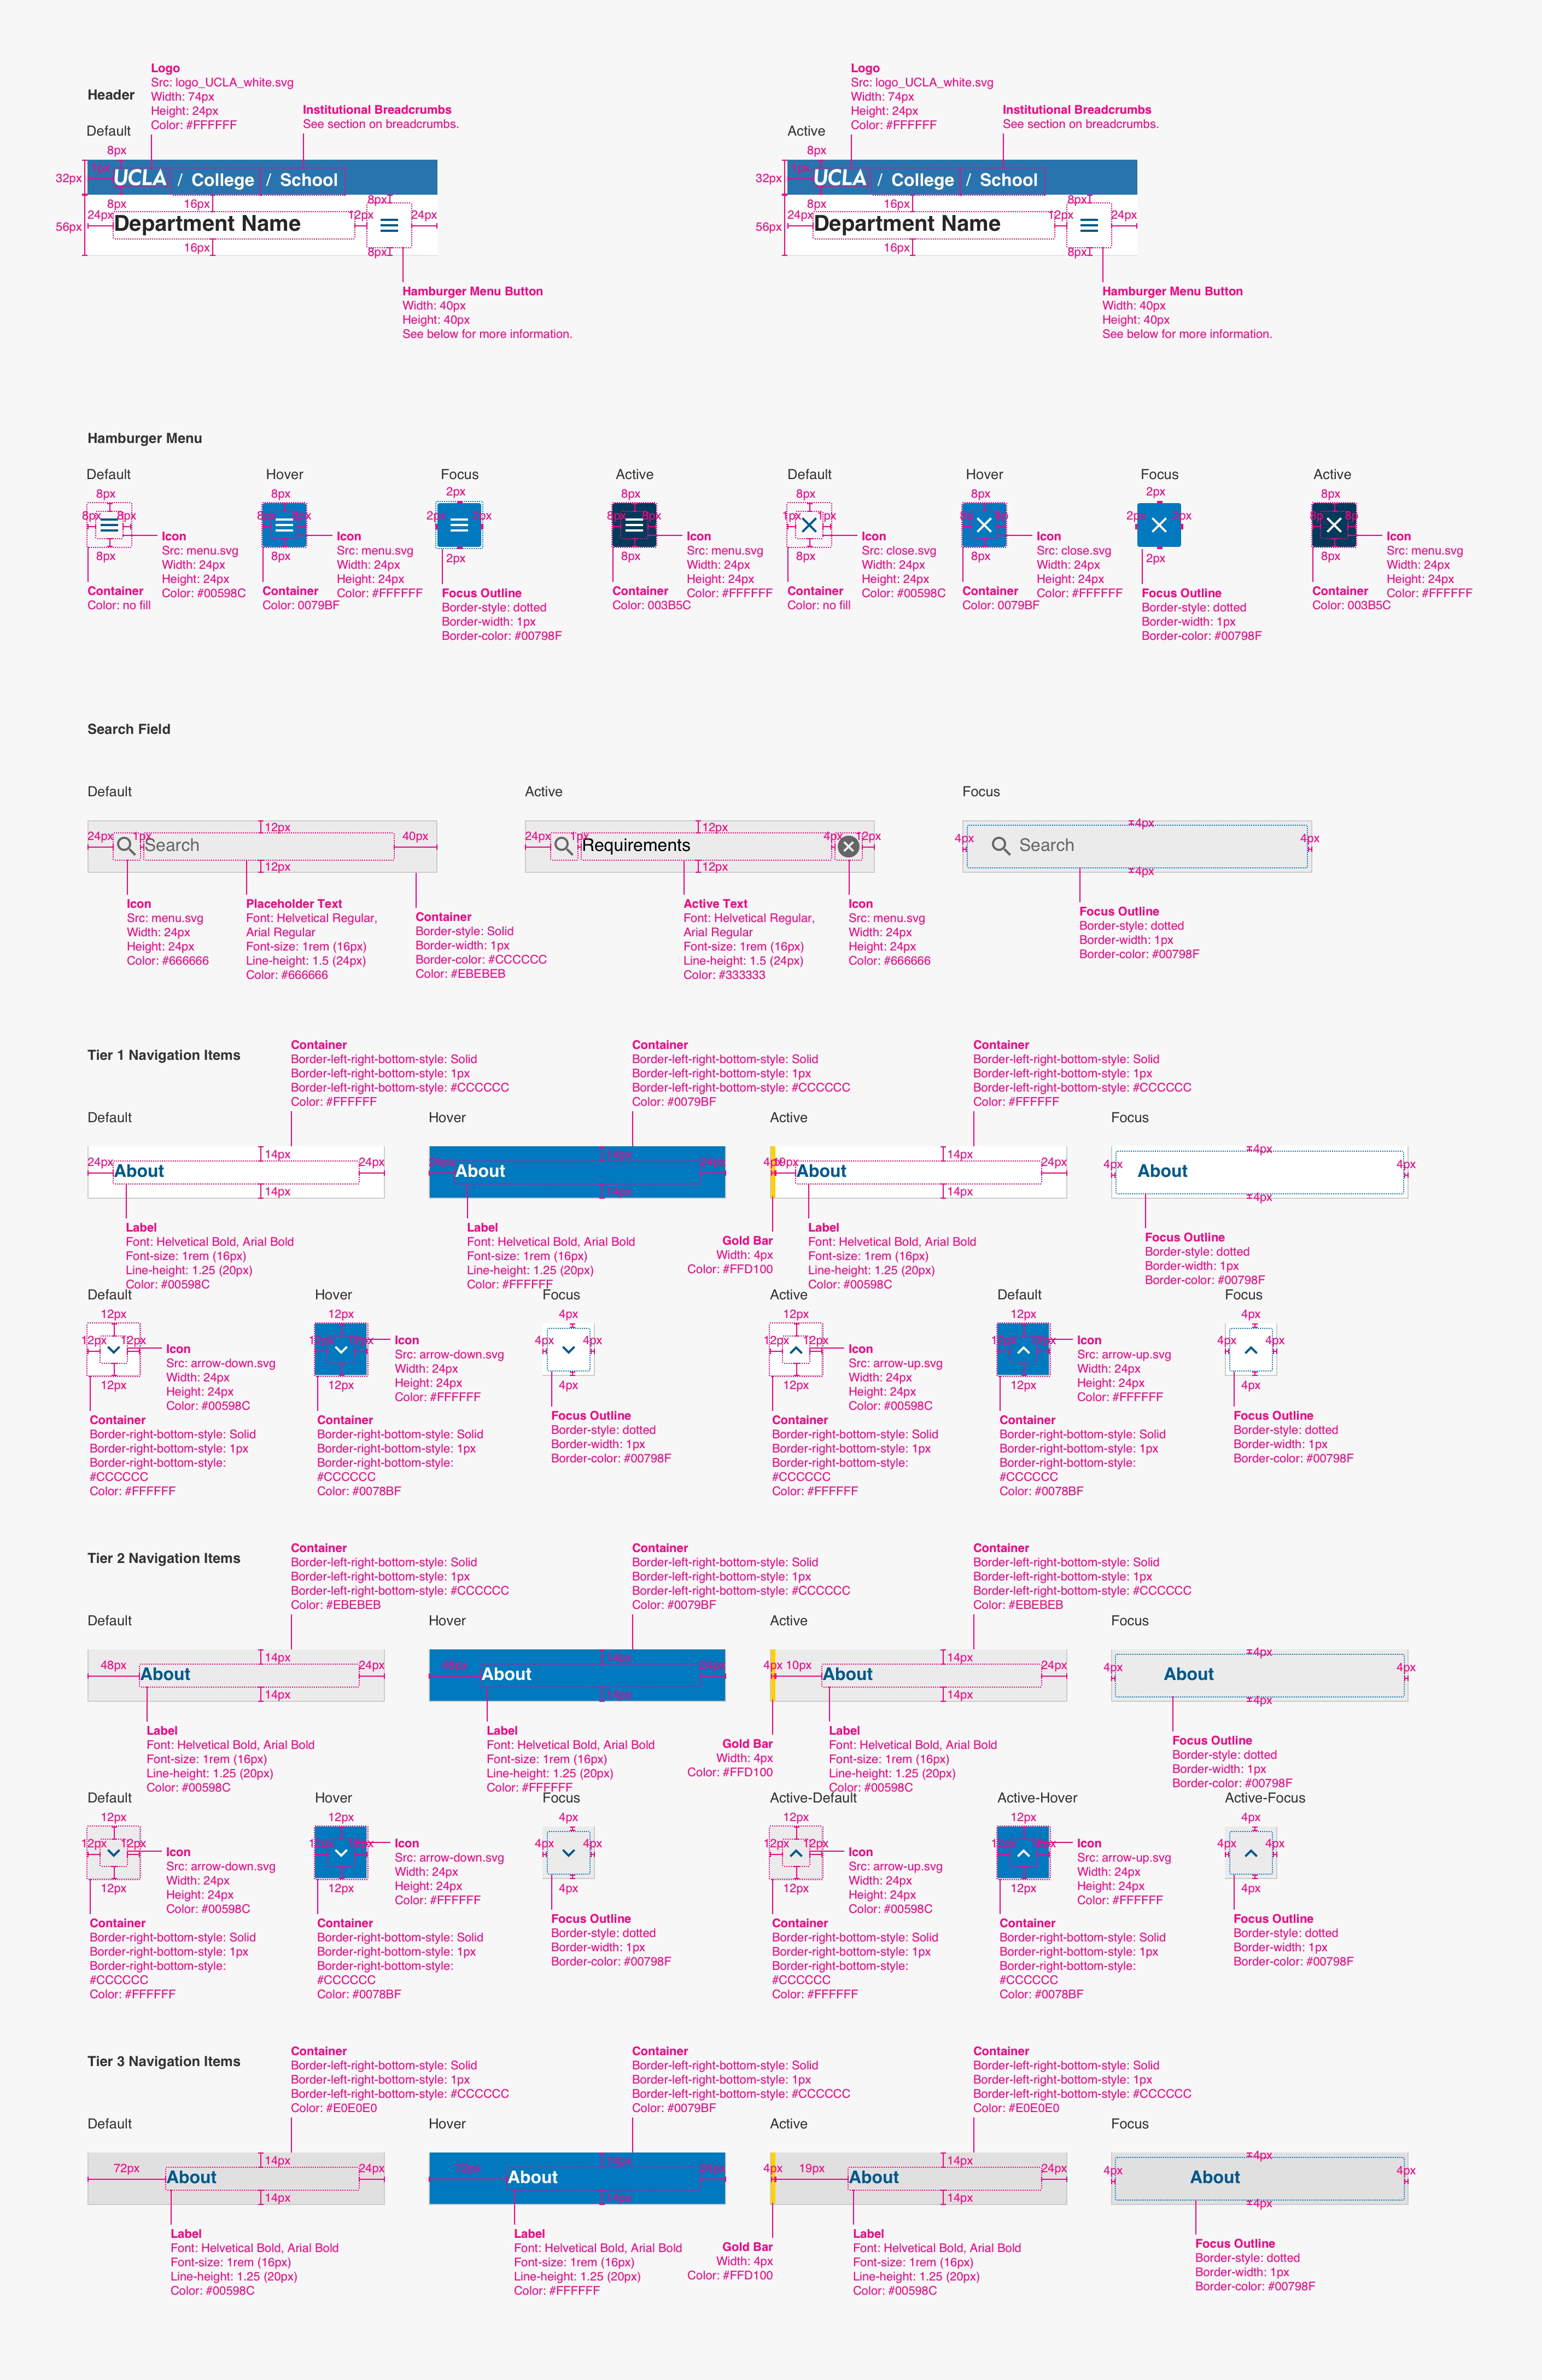 Header
Default
Logo
Src: logo_UCLA_white.svg
Width: 74px
Height: 24px
Color: #FFFFFF
Institutional Breadcrumbs
See section on breadcrumbs.
8px
32px
UCLA / College / School
8px
16px
8px
56px
24px
Department Name
12px
24px
16px
8px
Hamburger Menu Button
Width: 40px
Height: 40px
See below for more information.
Active
Logo
Src: logo_UCLA_white.svg
Width: 74px
Height: 24px
Color: #FFFFFF
Institutional Breadcrumbs
See section on breadcrumbs.
8px
32px
UCLA / College / School
8px
16px
8px
56px
24px
Department Name
12px
24px
16px
8px
Hamburger Menu Button
Width: 40px
Height: 40px
See below for more information.
Hamburger Menu
Default
8px
8px 8px
8px
Icon
Src: menu.svg
Width: 24px
Height: 24px
Color: #00598C
Container
Color: no fill
Hover
8px
8px
Icon
Src: menu.svg
Width: 24px
Height: 24px
Color: #FFFFFF
Container
Color: 0079BF
Focus
2px
2px 2px
2px
Focus Outline
Border-style: dotted
Border-width: 1px
Border-color: #00798F
Active
8px
8px 8px
8px
Icon
Src: menu.svg
Width: 24px
Height: 24px
Color: #FFFFFF
Container
Color: 003B5C
Default
8px
1px 1px
8px
Icon
Src: close.svg
Width: 24px
Height: 24px
Color: #00598C
Container
Color: no fill
Hover
8px
8px
Icon
Src: close.svg
Width: 24px
Height: 24px
Color: #FFFFFF
Container
Color: 0079BF
Focus
2px
2px 2px
2px
Focus Outline
Border-style: dotted
Border-width: 1px
Border-color: #00798F
Active
8px
8px
Icon
Src: menu.svg
Width: 24px
Height: 24px
Color: #FFFFFF
Container
Color: 003B5C
Search Field
Default
12px
24px 1px Search 40px
12px
Icon
Src: menu.svg
Width: 24px
Height: 24px
Color: #666666
Placeholder Text
Font: Helvetical Regular,
Arial Regular
Font-size: 1rem (16px)
Line-height: 1.5 (24px)
Color: #666666
Container
Border-style: Solid
Border-width: 1px
Border-color: #CCCCCC
Color: #EBEBEB
Active
12px
24px 1px Requirements 4px 12px
12px
Active Text
Font: Helvetical Regular,
Arial Regular
Font-size: 1rem (16px)
Line-height: 1.5 (24px)
Color: #333333
Icon
Src: menu.svg
Width: 24px
Height: 24px
Color: #666666
Focus
4px
4px Search 4px
4px
Focus Outline
Border-style: dotted
Border-width: 1px
Border-color: #00798F
Tier 1 Navigation Items
Default
Container
Border-left-right-bottom-style: Solid
Border-left-right-bottom-style: 1px
Border-left-right-bottom-style: #CCCCCC
Color: #FFFFFF
14px
24px About 24px
14px
Label
Font: Helvetical Bold, Arial Bold
Font-size: 1rem (16px)
Line-height: 1.25 (20px)
Color: #00598C
Hover
Container
Border-left-right-bottom-style: Solid
Border-left-right-bottom-style: 1px
Border-left-right-bottom-style: #CCCCCC
Color: #0079BF
14px
24px About 24px
14px
Label
Font: Helvetical Bold, Arial Bold
Font-size: 1rem (16px)
Line-height: 1.25 (20px)
Color: #FFFFFF
Active
Container
Border-left-right-bottom-style: Solid
Border-left-right-bottom-style: 1px
Border-left-right-bottom-style: #CCCCCC
Color: #FFFFFF
14px
About 24px
14px
Gold Bar
Width: 4px
Color: #FFD100
Label
Font: Helvetical Bold, Arial Bold
Font-size: 1rem (16px)
Line-height: 1.25 (20px)
Color: #00598C
Focus
4px
4px About 4px
4px
Focus Outline
Border-style: dotted
Border-width: 1px
Border-color: #00798F
Default
12px
12px 12px
12px
Icon
Src: arrow-down.svg
Width: 24px
Height: 24px
Color: #00598C
Container
Border-right-bottom-style: Solid
Border-right-bottom-style: 1px
Border-right-bottom-style:
#CCCCCC
Color: #FFFFFF
Hover
12px
12px
Icon
Src: arrow-down.svg
Width: 24px
Height: 24px
Color: #FFFFFF
Container
Border-right-bottom-style: Solid
Border-right-bottom-style: 1px
Border-right-bottom-style:
#CCCCCC
Color: #0078BF
Focus
4px
4px 4px
4px
Focus Outline
Border-style: dotted
Border-width: 1px
Border-color: #00798F
Active
12px
12px 12px
12px
Icon
Src: arrow-up.svg
Width: 24px
Height: 24px
Color: #00598C
Container
Border-right-bottom-style: Solid
Border-right-bottom-style: 1px
Border-right-bottom-style:
#CCCCCC
Color: #FFFFFF
Default
12px
12px
Icon
Src: arrow-up.svg
Width: 24px
Height: 24px
Color: #FFFFFF
Container
Border-right-bottom-style: Solid
Border-right-bottom-style: 1px
Border-right-bottom-style:
#CCCCCC
Color: #0078BF
Focus
4px
4px 4px
4px
Focus Outline
Border-style: dotted
Border-width: 1px
Border-color: #00798F
Tier 2 Navigation Items
Default
Container
Border-left-right-bottom-style: Solid
Border-left-right-bottom-style: 1px
Border-left-right-bottom-style: #CCCCCC
Color: #EBEBEB
14px
48px About 24px
14px
Label
Font: Helvetical Bold, Arial Bold
Font-size: 1rem (16px)
Line-height: 1.25 (20px)
Color: #00598C
Hover
Container
Border-left-right-bottom-style: Solid
Border-left-right-bottom-style: 1px
Border-left-right-bottom-style: #CCCCCC
Color: #0079BF
14px
48px About 24px
14px
Label
Font: Helvetical Bold, Arial Bold
Font-size: 1rem (16px)
Line-height: 1.25 (20px)
Color: #FFFFFF
Active
Container
Border-left-right-bottom-style: Solid
Border-left-right-bottom-style: 1px
Border-left-right-bottom-style: #CCCCCC
Color: #EBEBEB
14px
4px 10px About 24px
14px
Gold Bar
Width: 4px
Color: #FFD100
Label
Font: Helvetical Bold, Arial Bold
Font-size: 1rem (16px)
Line-height: 1.25 (20px)
Color: #00598C
Focus
4px
4px About 4px
4px
Focus Outline
Border-style: dotted
Border-width: 1px
Border-color: #00798F
Default
12px
12px 12px
12px
Icon
Src: arrow-down.svg
Width: 24px
Height: 24px
Color: #00598C
Container
Border-right-bottom-style: Solid
Border-right-bottom-style: 1px
Border-right-bottom-style:
#CCCCCC
Color: #FFFFFF
Hover
12px
12px
Icon
Src: arrow-down.svg
Width: 24px
Height: 24px
Color: #FFFFFF
Container
Border-right-bottom-style: Solid
Border-right-bottom-style: 1px
Border-right-bottom-style:
#CCCCCC
Color: #0078BF
Focus
4px
4px 4px
4px
Focus Outline
Border-style: dotted
Border-width: 1px
Border-color: #00798F
Active-Default
12px
12px 12px
12px
Icon
Src: arrow-up.svg
Width: 24px
Height: 24px
Color: #00598C
Container
Border-right-bottom-style: Solid
Border-right-bottom-style: 1px
Border-right-bottom-style:
#CCCCCC
Color: #FFFFFF
Active-Hover
12px
12px
Icon
Src: arrow-up.svg
Width: 24px
Height: 24px
Color: #FFFFFF
Container
Border-right-bottom-style: Solid
Border-right-bottom-style: 1px
Border-right-bottom-style:
#CCCCCC
Color: #0078BF
Active-Focus
4px
4px 4px
4px
Focus Outline
Border-style: dotted
Border-width: 1px
Border-color: #00798F
Tier 3 Navigation Items
Default
Container
Border-left-right-bottom-style: Solid
Border-left-right-bottom-style: 1px
Border-left-right-bottom-style: #CCCCCC
Color: #E0E0E0
14px
72px About 24px
14px
Label
Font: Helvetical Bold, Arial Bold
Font-size: 1rem (16px)
Line-height: 1.25 (20px)
Color: #00598C
Hover
Container
Border-left-right-bottom-style: Solid
Border-left-right-bottom-style: 1px
Border-left-right-bottom-style: #CCCCCC
Color: #0079BF
14px
72px About 24px
14px
Label
Font: Helvetical Bold, Arial Bold
Font-size: 1rem (16px)
Line-height: 1.25 (20px)
Color: #FFFFFF
Active
Container
Border-left-right-bottom-style: Solid
Border-left-right-bottom-style: 1px
Border-left-right-bottom-style: #CCCCCC
Color: #E0E0E0
14px
4px 19px About 24px
14px
Gold Bar
Width: 4px
Color: #FFD100
Label
Font: Helvetical Bold, Arial Bold
Font-size: 1rem (16px)
Line-height: 1.25 (20px)
Color: #00598C
Focus
4px
4px About 4px
4px
Focus Outline
Border-style: dotted
Border-width: 1px
Border-color: #00798F